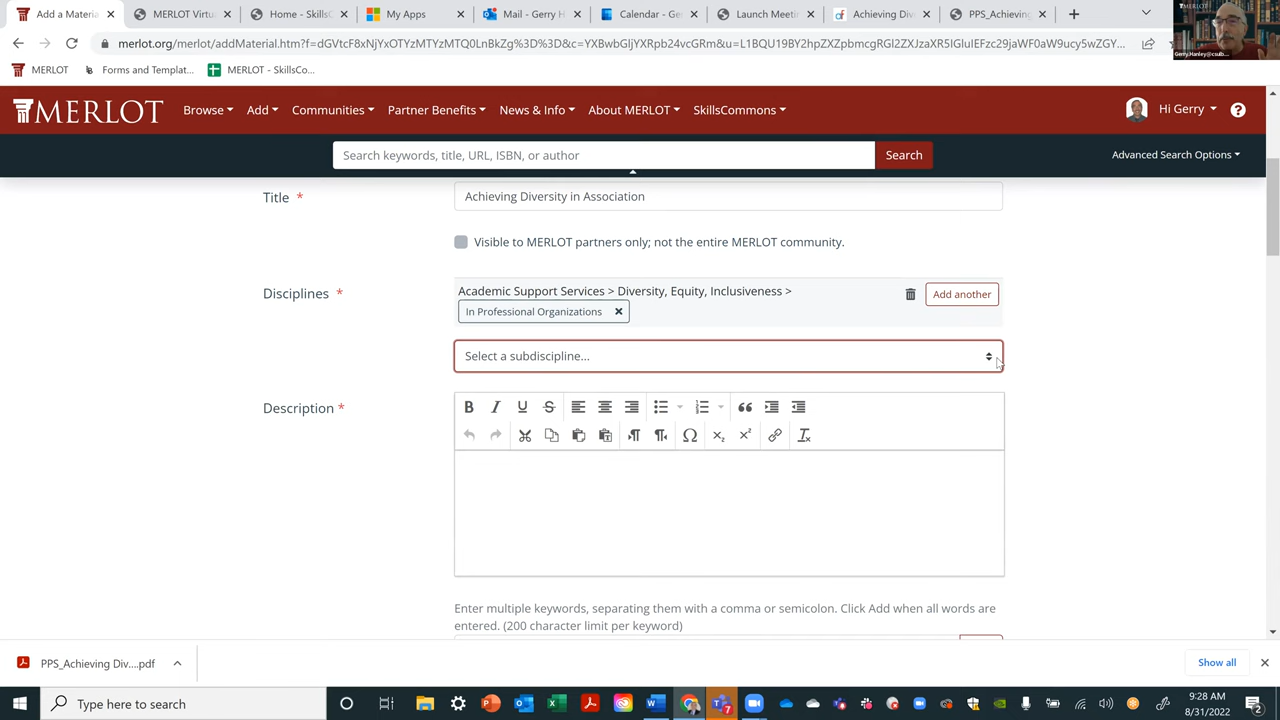 Add a Materia
MERLOT Virtu
Home - SkillsC
My Apps
Mail - Gerry H
Calendar - Ge
Launch Meeti
Achieving Div
PPS_Achieving
merlot.org/merlot/addMaterial.htm?
MERLOT
Forms and Templat...
MERLOT - SkillsCo...
MERLOT
Gerry.Hanley@csulb...
MERLOT
Browse
Add
Communities
Partner Benefits
News & Info
About MERLOT
SkillsCommons
Hi Gerry
Search keywords, title, URL, ISBN, or author
Search
Advanced Search Options
Title *
Achieving Diversity in Association
Visible to MERLOT partners only; not the entire MERLOT community.
Disciplines *
Academic Support Services > Diversity, Equity, Inclusiveness >
In Professional Organizations
Add another
Select a subdiscipline...
Description *
Enter multiple keywords, separating them with a comma or semicolon. Click Add when all words are
entered. (200 character limit per keyword)
PPS_Achieving Div....pdf
Show all
Type here to search
9:28 AM
8/31/2022
2